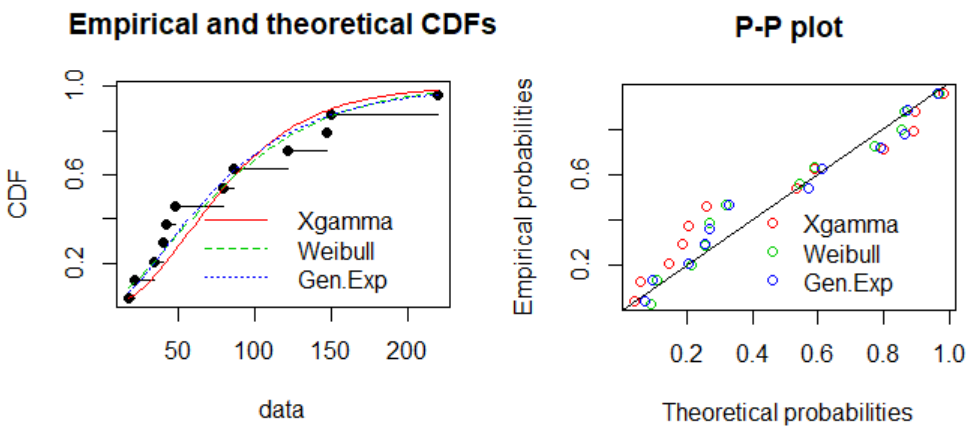 Empirical and theoretical CDFs
CDF
1.0
0.6
0.2
Xgamma
Weibull
Gen.Exp
50
100
150
200
data
P-P plot
Empirical probabilities
0.6
0.2
Xgamma
Weibull
Gen.Exp
0.2
0.4
0.6
0.8
1.0
Theoretical probabilities